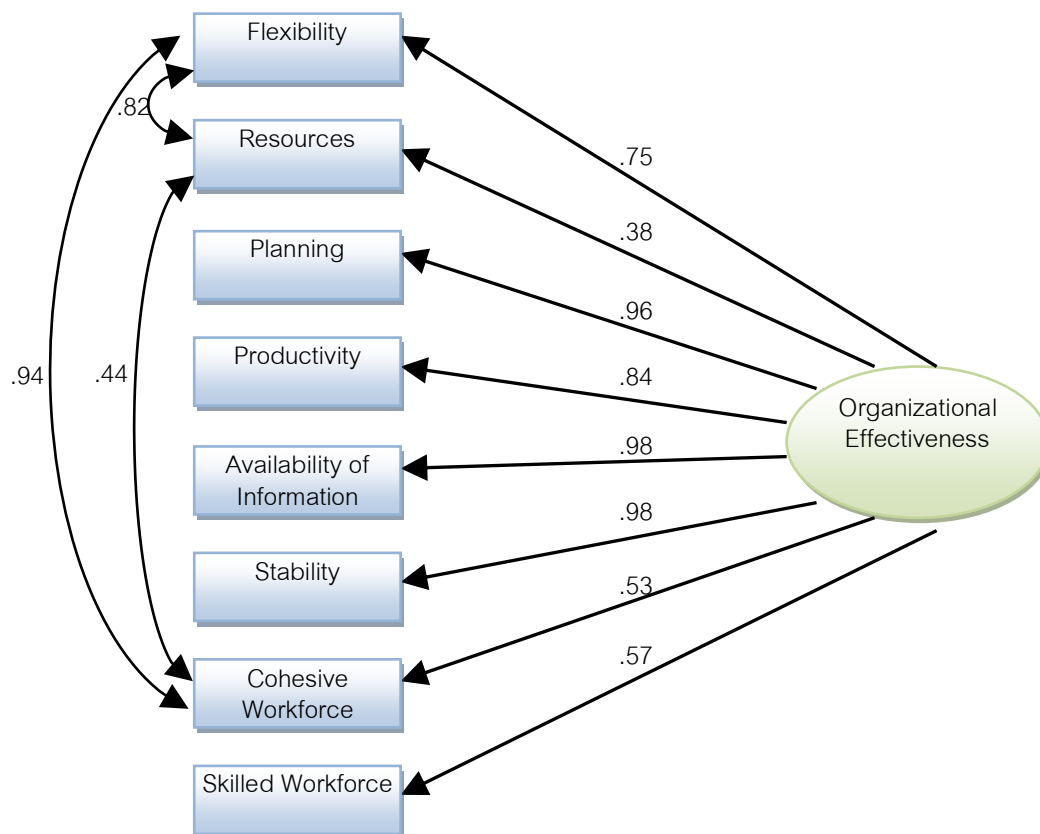 Flexibility
.82
Resources
.75
.38
Planning
.96
Productivity
.94
.44
.84
Organizational
Effectiveness
Availability of
Information
.98
Stability
.98
.53
Cohesive
Workforce
.57
Skilled Workforce